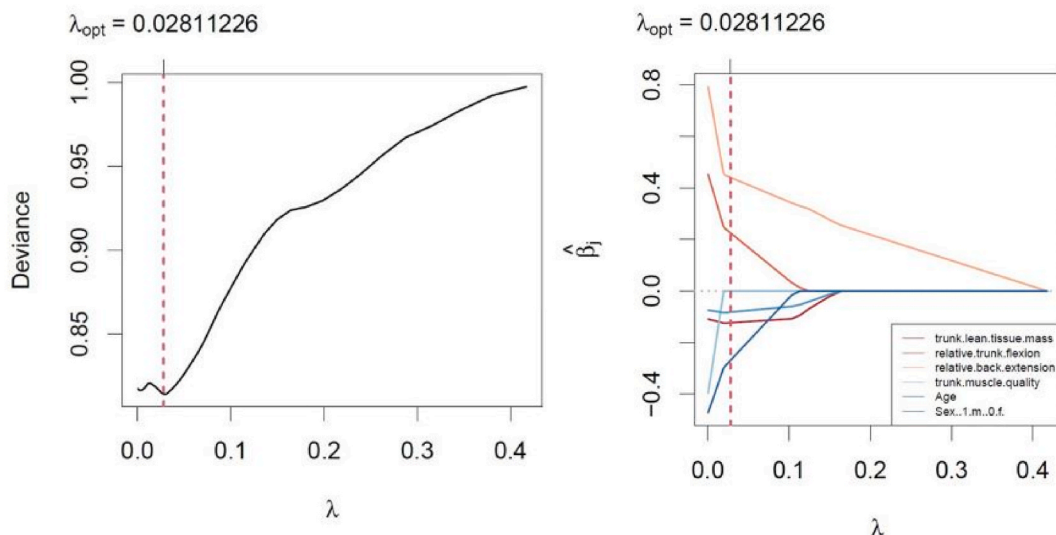 λopt = 0.02811226
1.00
0.95
0.90
0.85
Deviance
0.0 0.1 0.2 0.3 0.4
λ
λopt = 0.02811226
0.8
0.4
0.0
−0.4
β̂j
trunk.lean.tissue.mass
relative.trunk.flexion
relative.back.extension
trunk.muscle.quality
Age
Sex..1.m..0.f.
0.0 0.1 0.2 0.3 0.4
λ